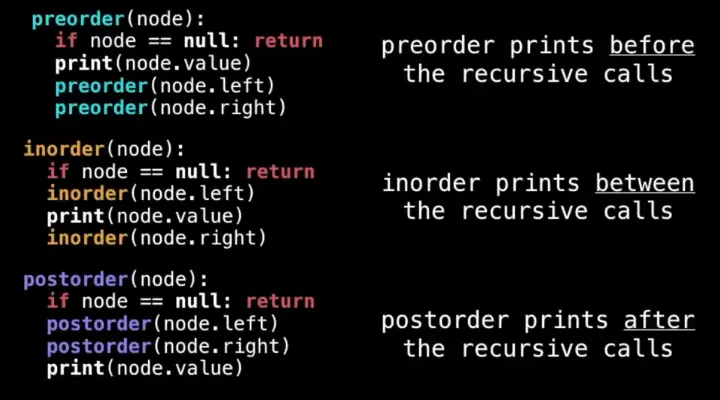 preorder(node):
if node == null: return
print(node.value)
preorder(node.left)
preorder(node.right)
preorder prints before
the recursive calls
inorder(node):
if node == null: return
inorder(node.left)
print(node.value)
inorder(node.right)
inorder prints between
the recursive calls
postorder(node):
if node == null: return
postorder(node.left)
postorder(node.right)
print(node.value)
postorder prints after
the recursive calls